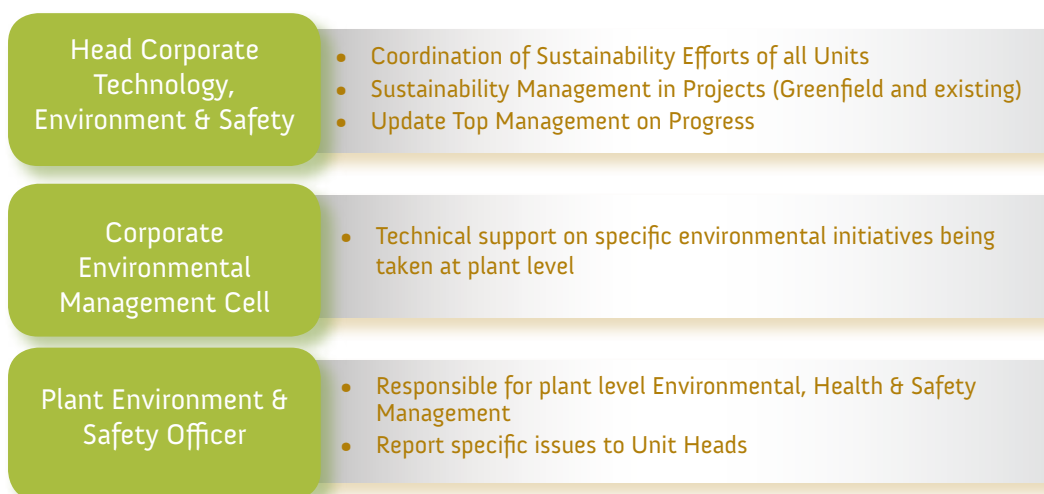 Head Corporate
Technology,
Environment & Safety
• Coordination of Sustainability Efforts of all Units
• Sustainability Management in Projects (Greenfield and existing)
• Update Top Management on Progress
Corporate
Environmental
Management Cell
• Technical support on specific environmental initiatives being
taken at plant level
Plant Environment &
Safety Officer
• Responsible for plant level Environmental, Health & Safety
Management
• Report specific issues to Unit Heads